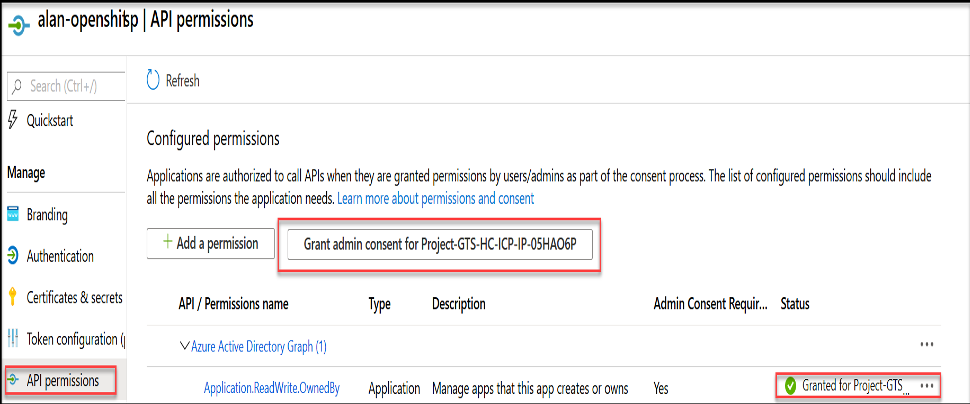 alan-openshitsp | API permissions
Search (Ctrl+/)
Refresh
Quickstart
Manage
Branding
Authentication
Certificates & secrets
Token configuration (
API permissions
Configured permissions
Applications are authorized to call APIs when they are granted permissions by users/admins as part of the consent process. The list of configured permissions should include
all the permissions the application needs. Learn more about permissions and consent
+ Add a permission
Grant admin consent for Project-GTS-HC-ICP-IP-05HAO6P
API / Permissions name Type Description Admin Consent Requir... Status
Azure Active Directory Graph (1) ...
Application.ReadWrite.OwnedBy Application Manage apps that this app creates or owns Yes Granted for Project-GTS... ...